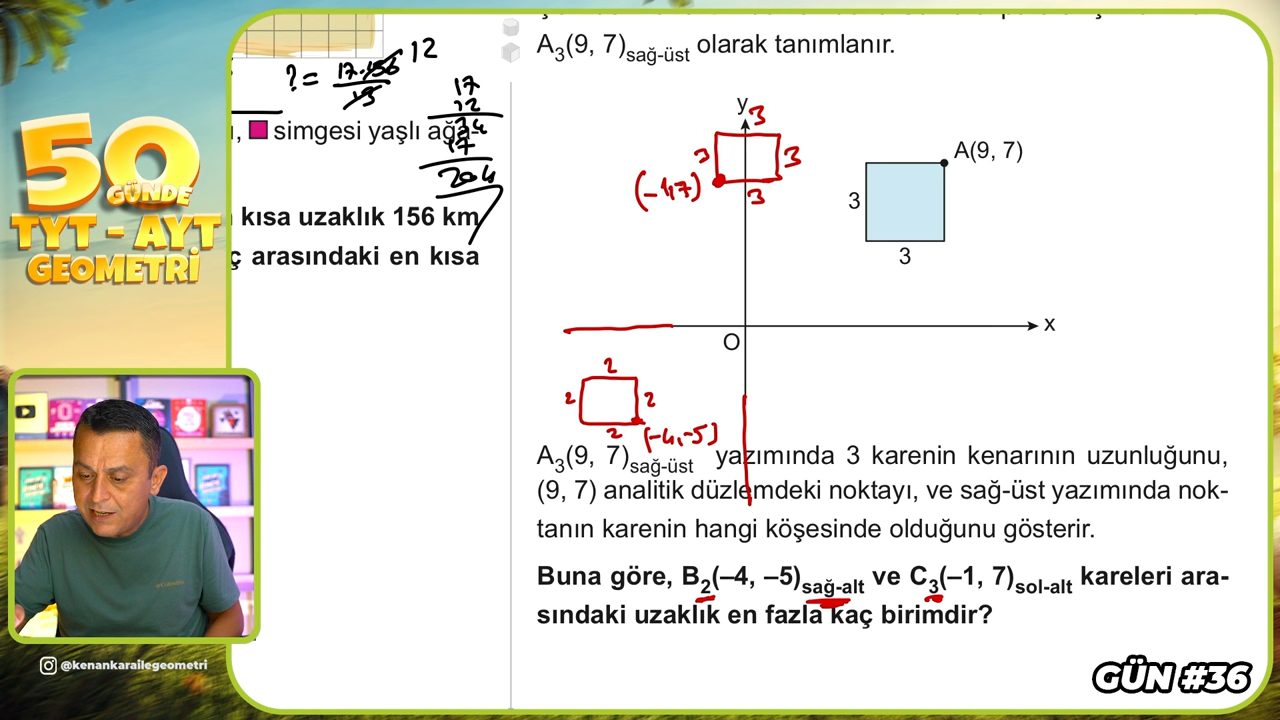 A₃(9, 7)sağ-üst olarak tanımlanır.
? = 17.156 / 13
12
17
12
34
17
204
simgesi yaşlı ağa-
kısa uzaklık 156 km
ç arasındaki en kısa
50
GÜNDE
TYT - AYT
GEOMETRİ
y
3
3
3
3
(-1,7)
A(9, 7)
3
3
x
O
2
2
2
2
(-4,-5)
A₃(9, 7)sağ-üst yazımında 3 karenin kenarının uzunluğunu,
(9, 7) analitik düzlemdeki noktayı, ve sağ-üst yazımında nok-
tanın karenin hangi köşesinde olduğunu gösterir.
Buna göre, B₂(–4, –5)sağ-alt ve C₃(–1, 7)sol-alt kareleri ara-
sındaki uzaklık en fazla kaç birimdir?
@kenankarailegeometri
GÜN #36